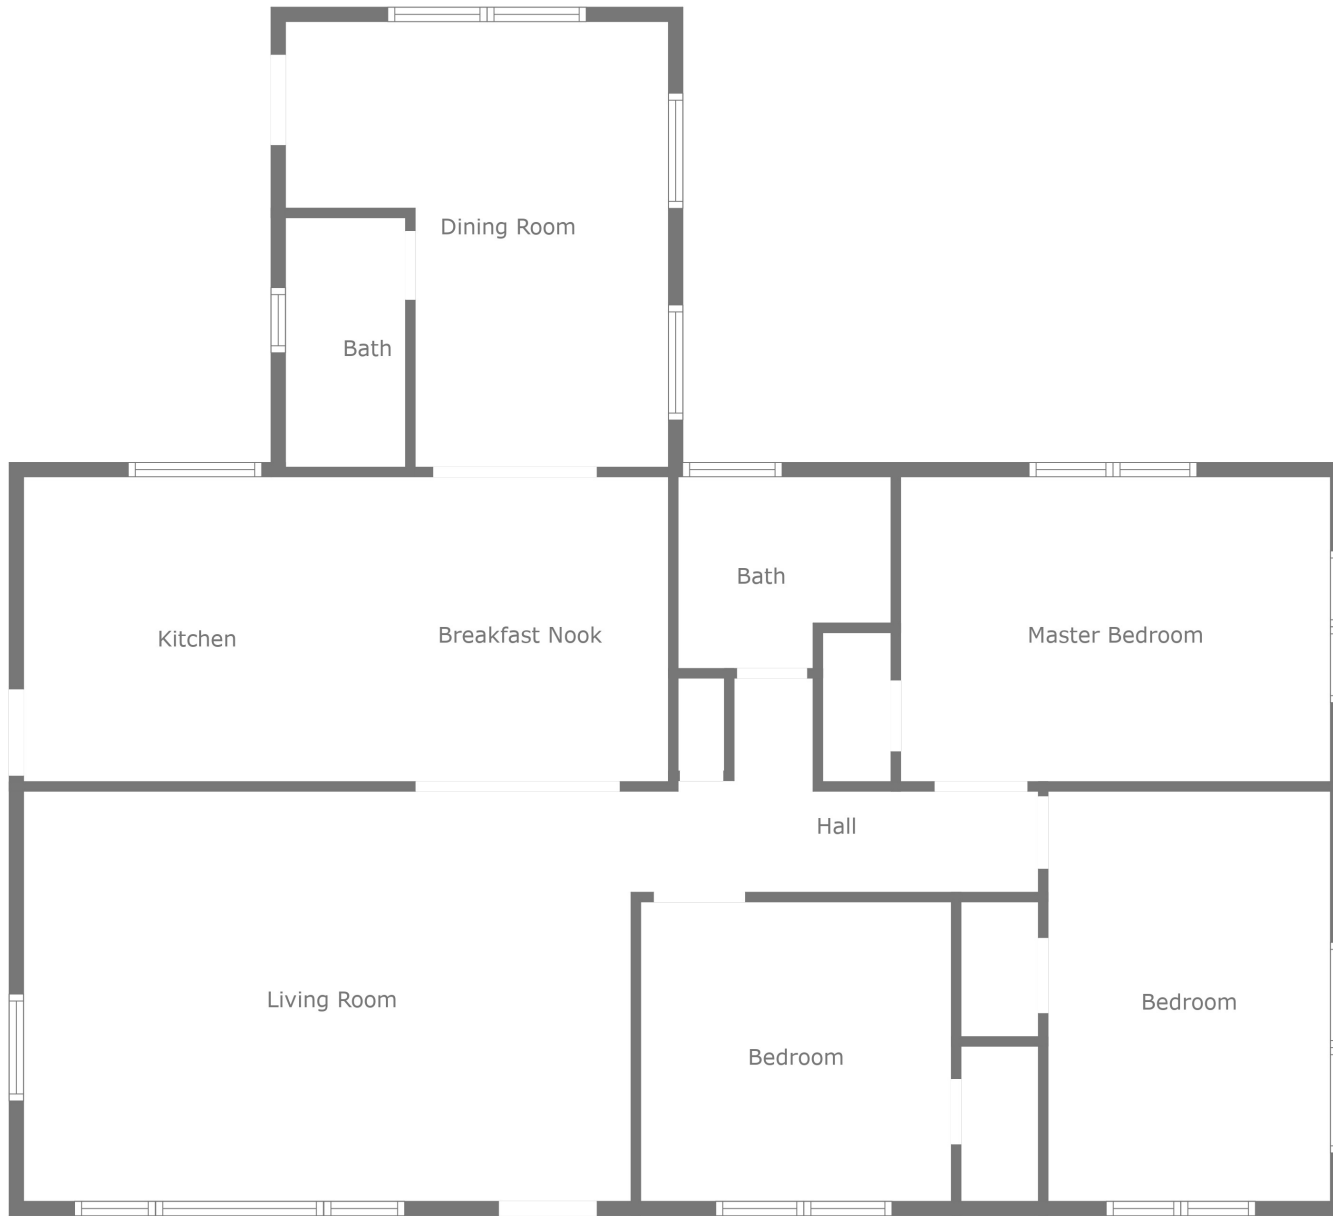 Dining Room
Bath
Bath
Kitchen
Breakfast Nook
Master Bedroom
Hall
Living Room
Bedroom
Bedroom